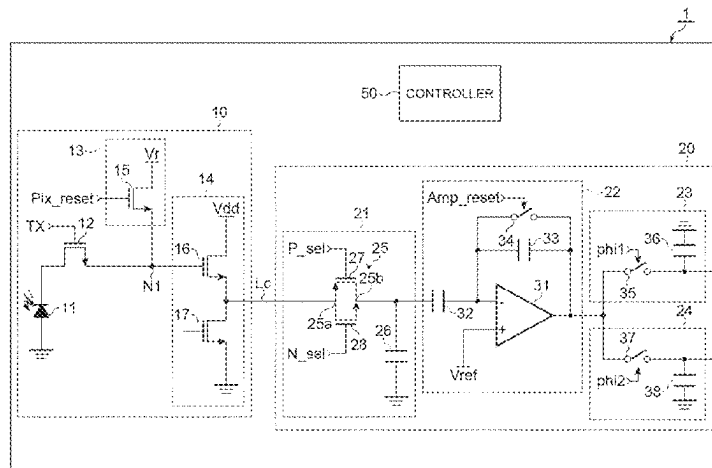 1
50 CONTROLLER
10
20
13
Vr
15
Pix_reset
14
Vdd
TX
12
16
N1
Lc
11
17
21
P_sel
25
27
25b
25a
28
N_sel
26
22
Amp_reset
34
33
31
32
Vref
23
phi1
36
35
24
37
phi2
38